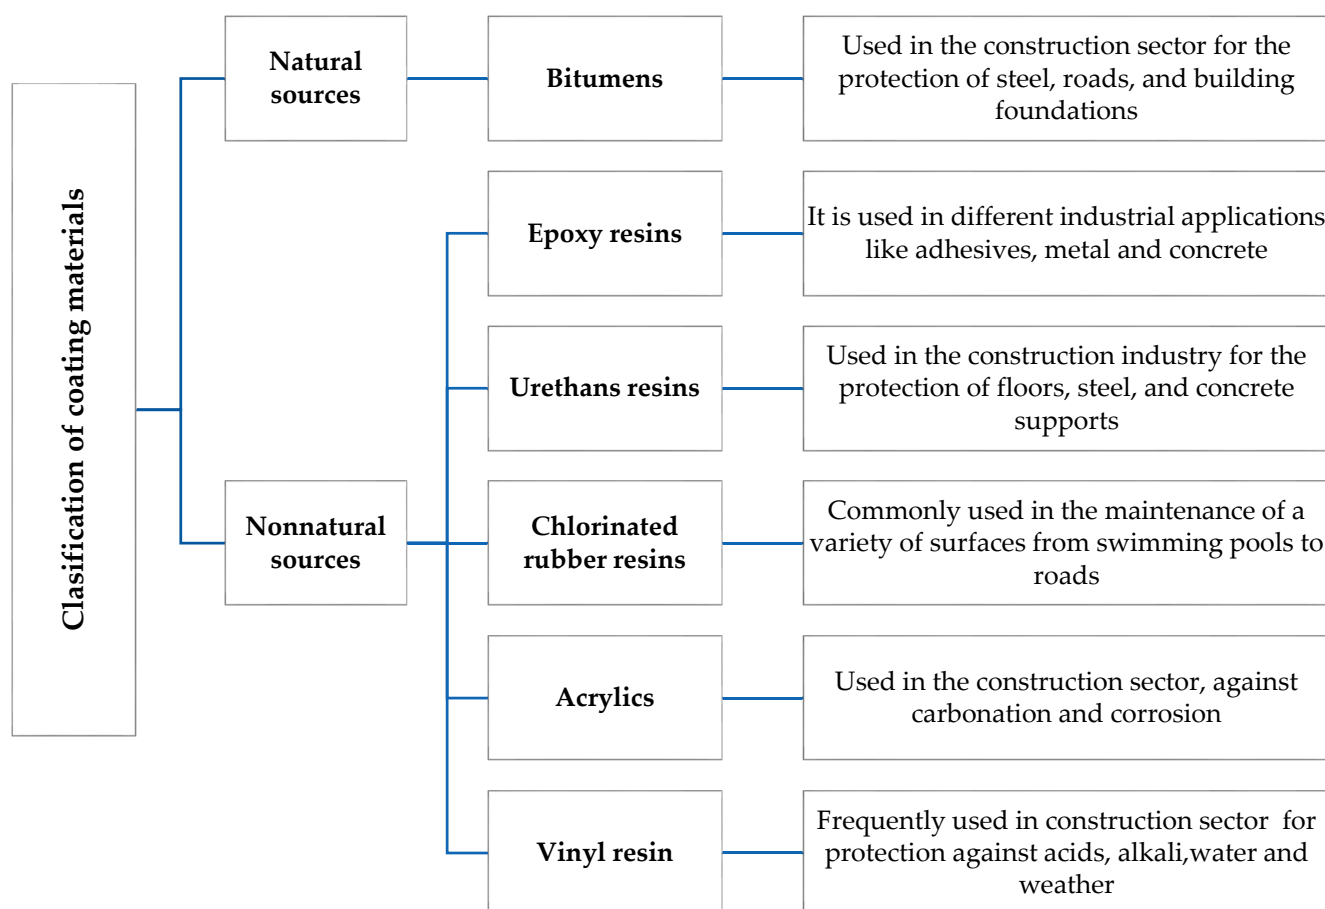 Clasification of coating materials
Natural
sources
Bitumens
Used in the construction sector for the
protection of steel, roads, and building
foundations
Nonnatural
sources
Epoxy resins
It is used in different industrial applications
like adhesives, metal and concrete
Urethans resins
Used in the construction industry for the
protection of floors, steel, and concrete
supports
Chlorinated
rubber resins
Commonly used in the maintenance of a
variety of surfaces from swimming pools to
roads
Acrylics
Used in the construction sector, against
carbonation and corrosion
Vinyl resin
Frequently used in construction sector  for
protection against acids, alkali,water and
weather